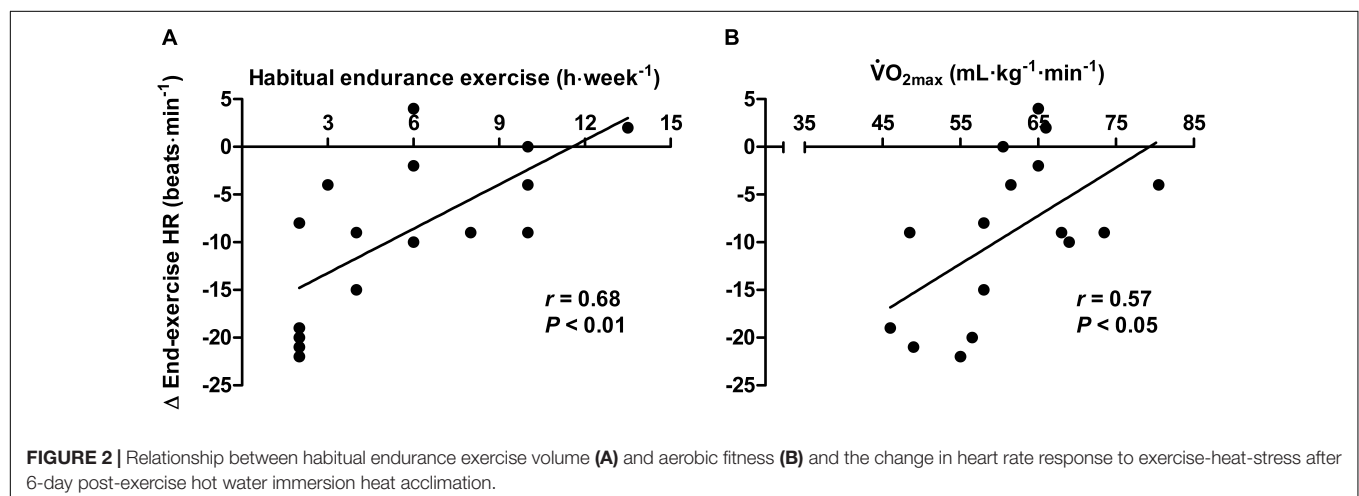 A
Habitual endurance exercise (h·week⁻¹)
Δ End-exercise HR (beats·min⁻¹)
5
0
-5
-10
-15
-20
-25
3 6 9 12 15
r = 0.68
P < 0.01
B
V̇O₂max (mL·kg⁻¹·min⁻¹)
5
0
-5
-10
-15
-20
-25
35 45 55 65 75 85
r = 0.57
P < 0.05
FIGURE 2 | Relationship between habitual endurance exercise volume (A) and aerobic fitness (B) and the change in heart rate response to exercise-heat-stress after
6-day post-exercise hot water immersion heat acclimation.